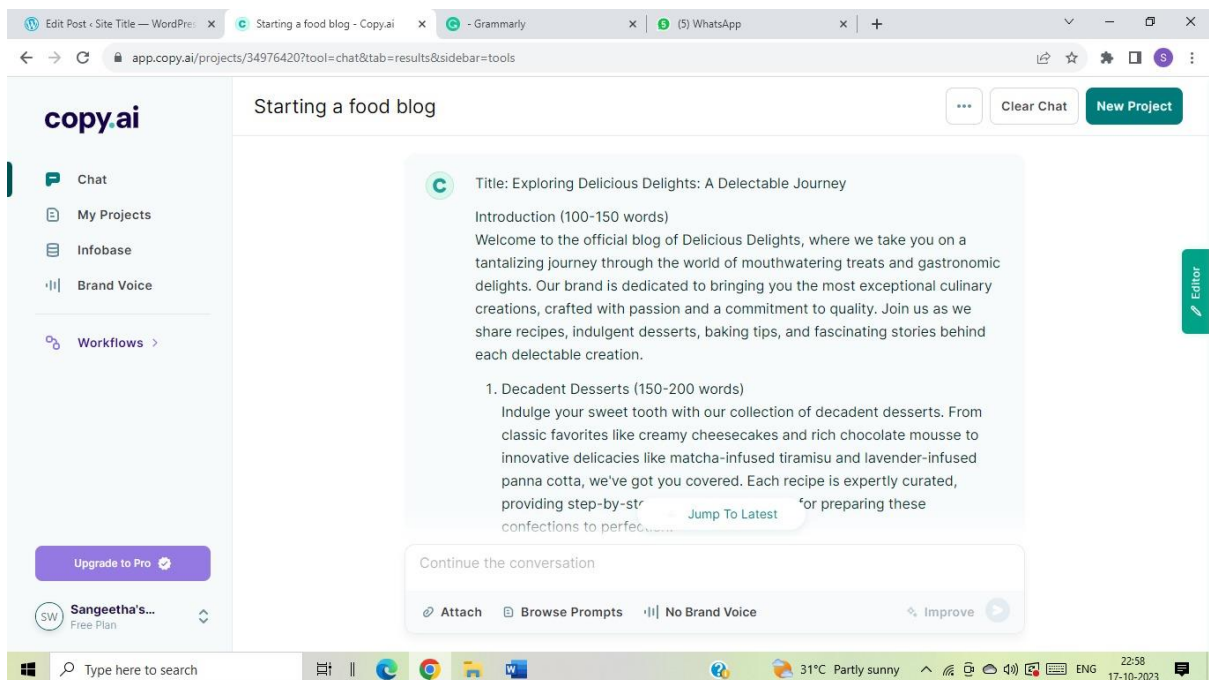 Edit Post ‹ Site Title — WordPre
Starting a food blog - Copy.ai
- Grammarly
(5) WhatsApp
app.copy.ai/projects/34976420?tool=chat&tab=results&sidebar=tools
S
copy.ai
Starting a food blog
Clear Chat
New Project
Chat
My Projects
Infobase
Brand Voice
Workflows
Editor
C
Title: Exploring Delicious Delights: A Delectable Journey
Introduction (100-150 words)
Welcome to the official blog of Delicious Delights, where we take you on a
tantalizing journey through the world of mouthwatering treats and gastronomic
delights. Our brand is dedicated to bringing you the most exceptional culinary
creations, crafted with passion and a commitment to quality. Join us as we
share recipes, indulgent desserts, baking tips, and fascinating stories behind
each delectable creation.
1. Decadent Desserts (150-200 words)
Indulge your sweet tooth with our collection of decadent desserts. From
classic favorites like creamy cheesecakes and rich chocolate mousse to
innovative delicacies like matcha-infused tiramisu and lavender-infused
panna cotta, we've got you covered. Each recipe is expertly curated,
providing step-by-st for preparing these
confections to perfec
Jump To Latest
Continue the conversation
Attach
Browse Prompts
No Brand Voice
Improve
Upgrade to Pro
SW
Sangeetha's...
Free Plan
Type here to search
31°C Partly sunny
ENG
22:58
17-10-2023